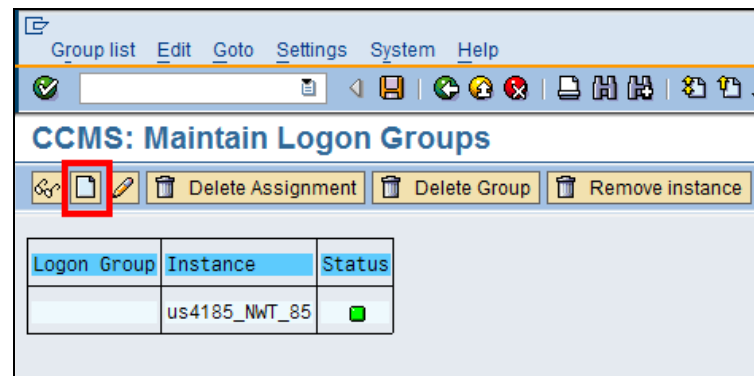 Group list Edit Goto Settings System Help
CCMS: Maintain Logon Groups
Delete Assignment Delete Group Remove instance
Logon Group Instance Status
us4185_NWT_85